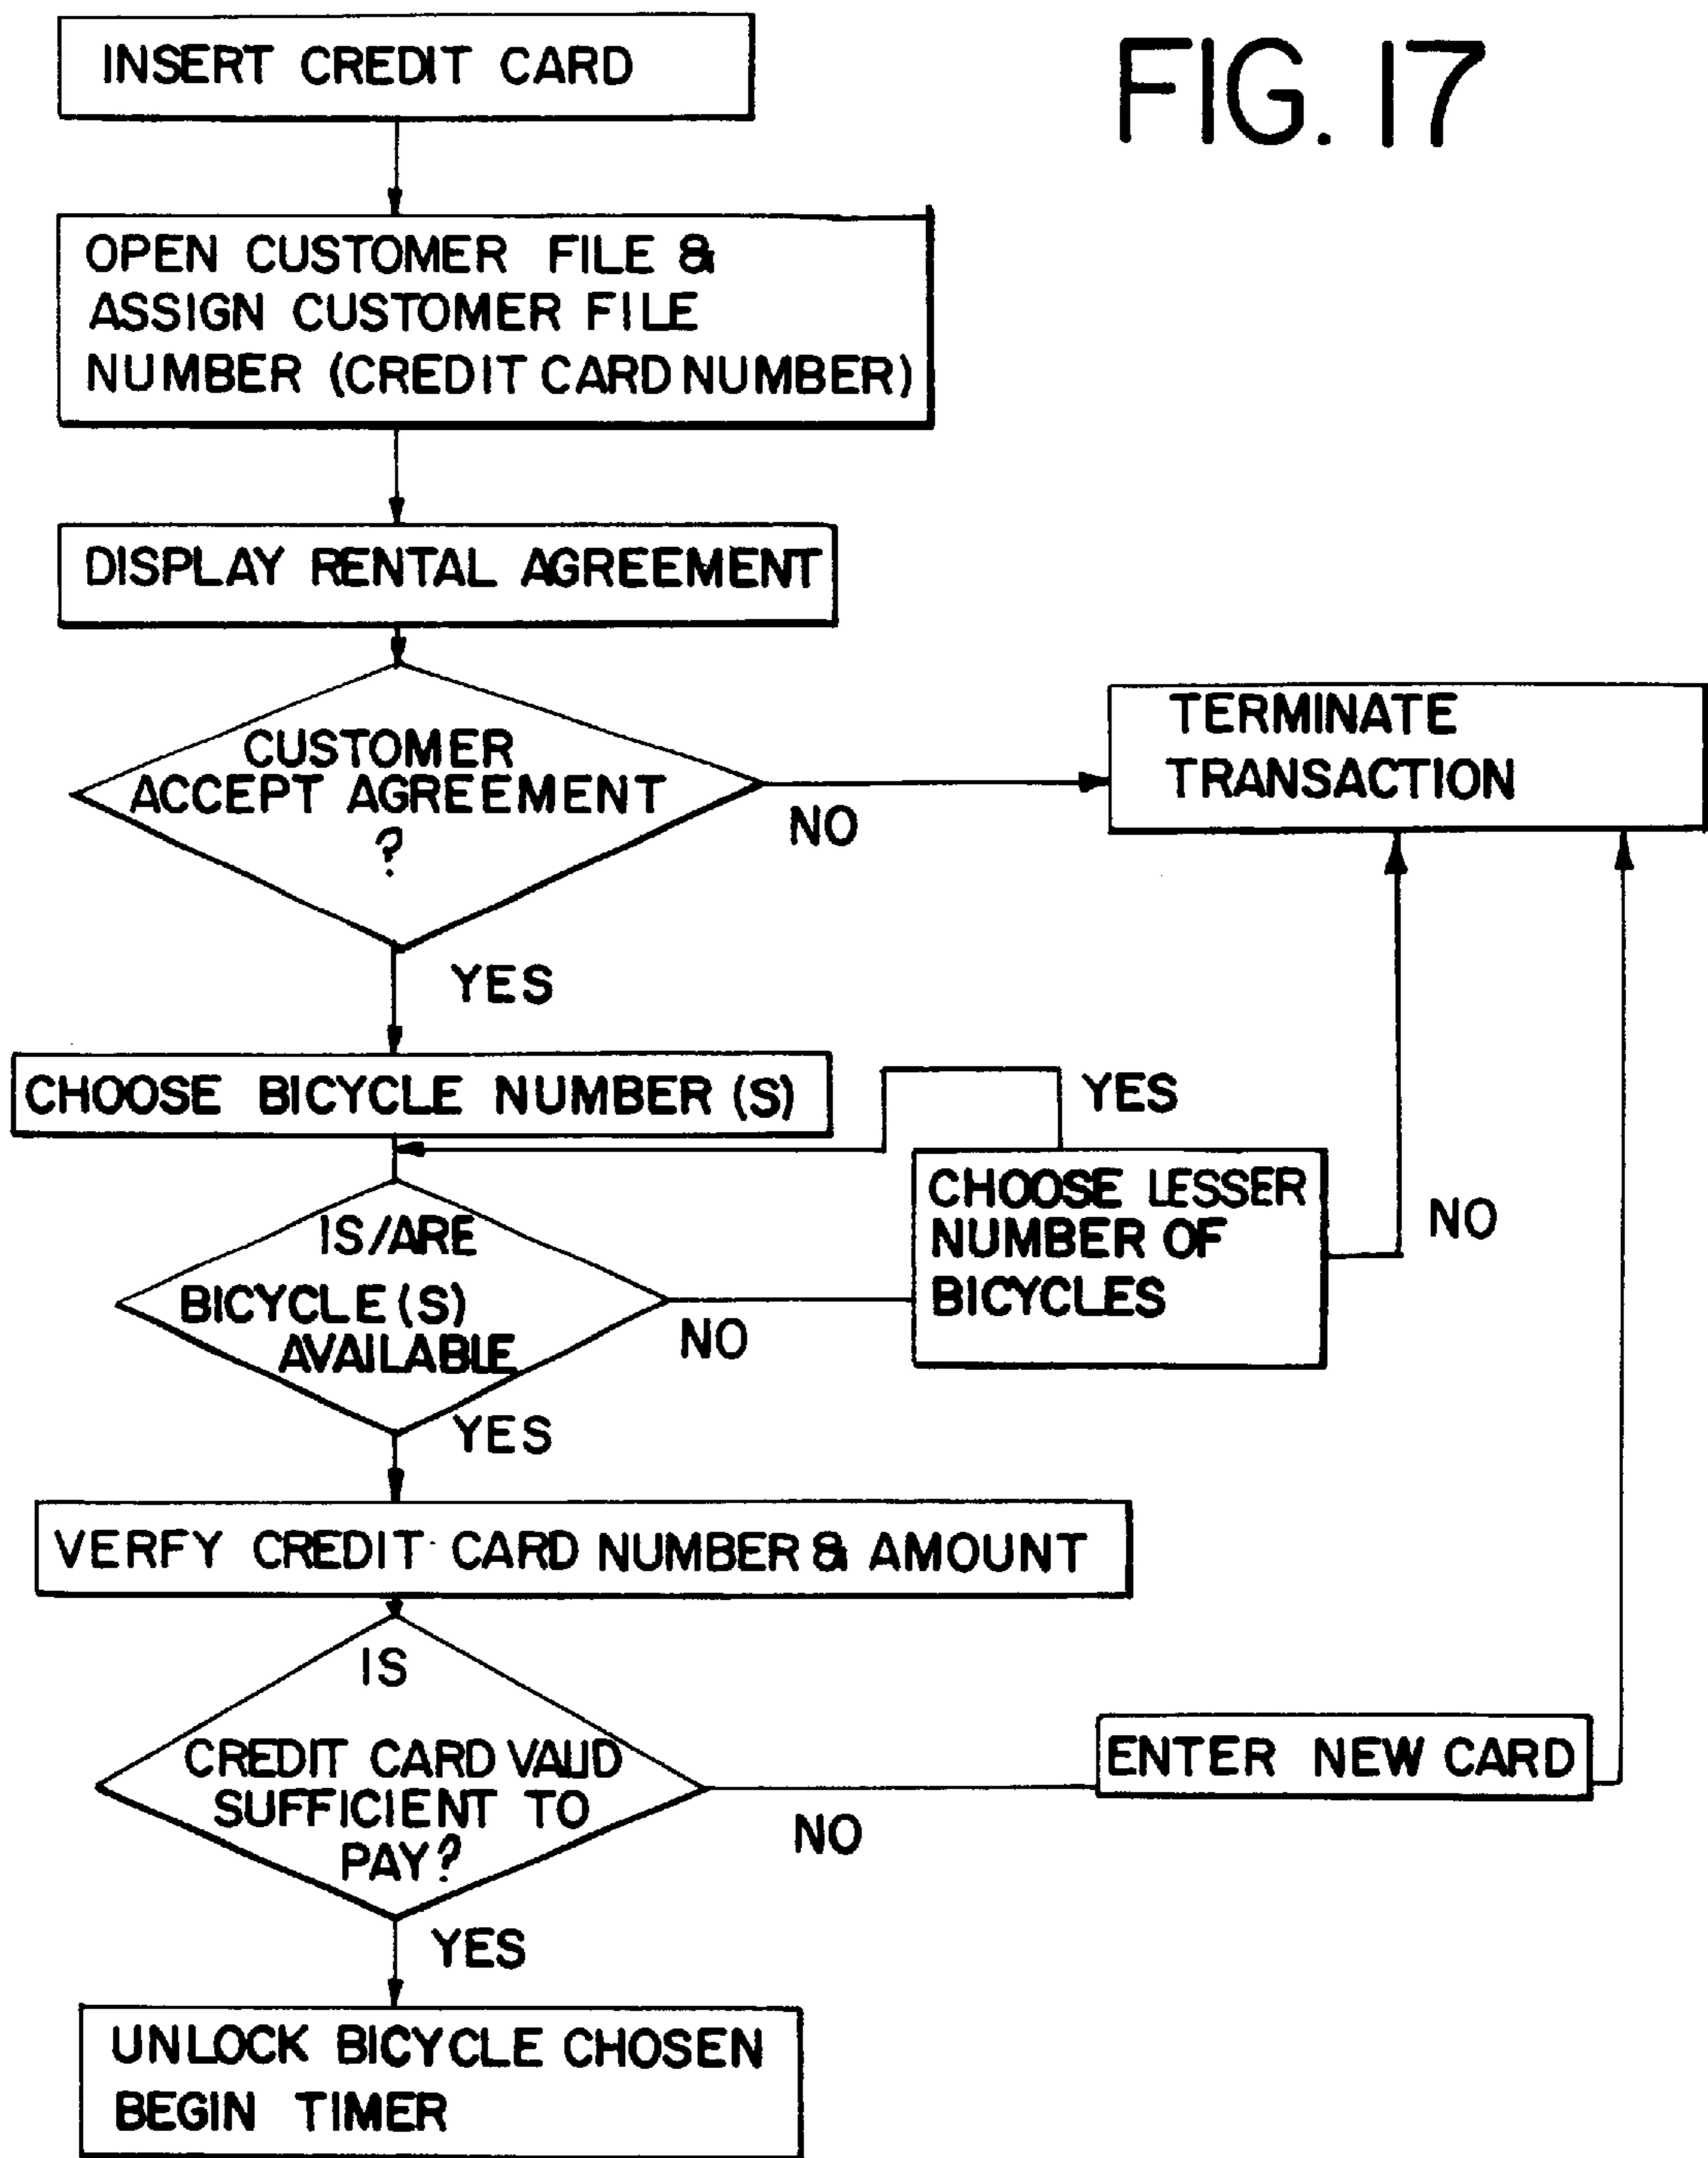 FIG. 17
INSERT CREDIT CARD
OPEN CUSTOMER FILE &
ASSIGN CUSTOMER FILE
NUMBER (CREDIT CARD NUMBER)
DISPLAY RENTAL AGREEMENT
CUSTOMER
ACCEPT AGREEMENT
?
NO
TERMINATE
TRANSACTION
YES
CHOOSE BICYCLE NUMBER (S)
YES
CHOOSE LESSER
NUMBER OF
BICYCLES
NO
IS/ARE
BICYCLE (S)
AVAILABLE
NO
YES
VERFY CREDIT CARD NUMBER & AMOUNT
IS
CREDIT CARD VALID
SUFFICIENT TO
PAY?
NO
ENTER NEW CARD
YES
UNLOCK BICYCLE CHOSEN
BEGIN TIMER